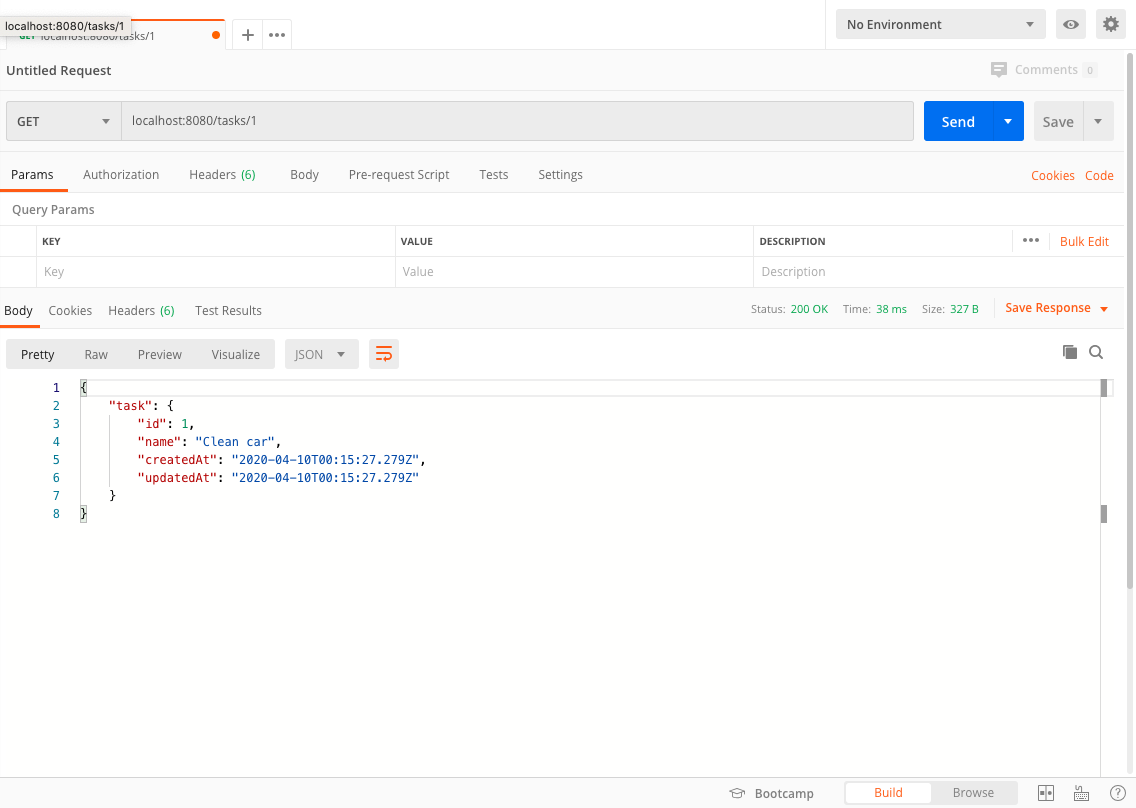 localhost:8080/tasks/1
GET localhost:8080/tasks/1
No Environment
Untitled Request
Comments 0
GET localhost:8080/tasks/1 Send Save
Params Authorization Headers (6) Body Pre-request Script Tests Settings Cookies Code
Query Params
KEY VALUE DESCRIPTION Bulk Edit
Key Value Description
Body Cookies Headers (6) Test Results Status: 200 OK Time: 38 ms Size: 327 B Save Response
Pretty Raw Preview Visualize JSON
1 {
2 "task": {
3 "id": 1,
4 "name": "Clean car",
5 "createdAt": "2020-04-10T00:15:27.279Z",
6 "updatedAt": "2020-04-10T00:15:27.279Z"
7 }
8 }
Bootcamp Build Browse